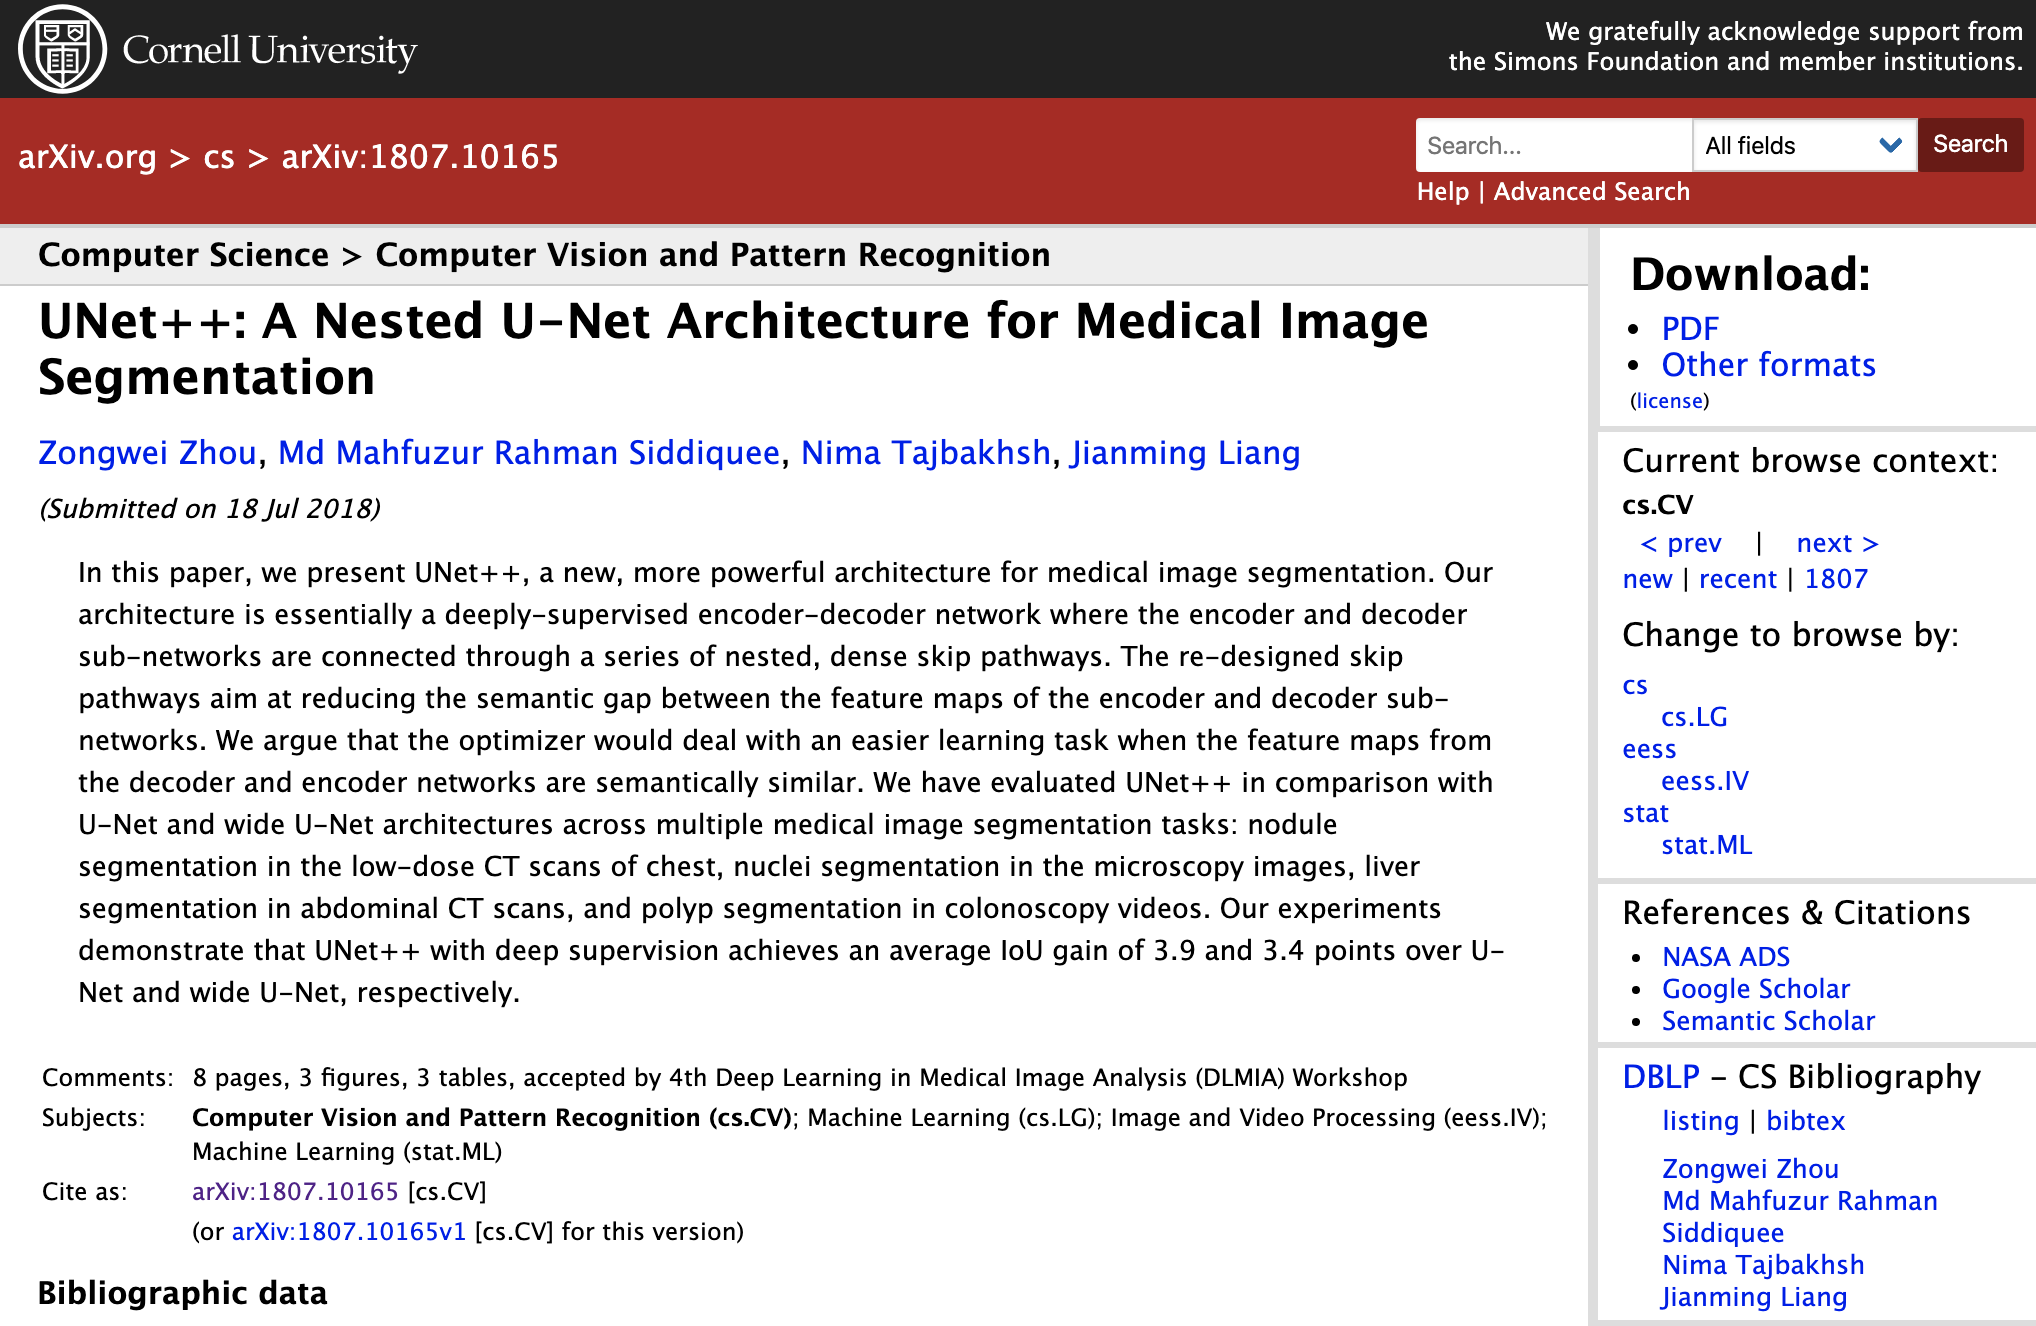 Cornell University
We gratefully acknowledge support from
the Simons Foundation and member institutions.
arXiv.org > cs > arXiv:1807.10165
Search...
All fields
Search
Help | Advanced Search
Computer Science > Computer Vision and Pattern Recognition
UNet++: A Nested U-Net Architecture for Medical Image
Segmentation
Zongwei Zhou, Md Mahfuzur Rahman Siddiquee, Nima Tajbakhsh, Jianming Liang
(Submitted on 18 Jul 2018)
In this paper, we present UNet++, a new, more powerful architecture for medical image segmentation. Our
architecture is essentially a deeply-supervised encoder-decoder network where the encoder and decoder
sub-networks are connected through a series of nested, dense skip pathways. The re-designed skip
pathways aim at reducing the semantic gap between the feature maps of the encoder and decoder sub-
networks. We argue that the optimizer would deal with an easier learning task when the feature maps from
the decoder and encoder networks are semantically similar. We have evaluated UNet++ in comparison with
U-Net and wide U-Net architectures across multiple medical image segmentation tasks: nodule
segmentation in the low-dose CT scans of chest, nuclei segmentation in the microscopy images, liver
segmentation in abdominal CT scans, and polyp segmentation in colonoscopy videos. Our experiments
demonstrate that UNet++ with deep supervision achieves an average IoU gain of 3.9 and 3.4 points over U-
Net and wide U-Net, respectively.
Comments: 8 pages, 3 figures, 3 tables, accepted by 4th Deep Learning in Medical Image Analysis (DLMIA) Workshop
Subjects: Computer Vision and Pattern Recognition (cs.CV); Machine Learning (cs.LG); Image and Video Processing (eess.IV);
Machine Learning (stat.ML)
Cite as: arXiv:1807.10165 [cs.CV]
(or arXiv:1807.10165v1 [cs.CV] for this version)
Bibliographic data
Download:
• PDF
• Other formats
(license)
Current browse context:
cs.CV
< prev | next >
new | recent | 1807
Change to browse by:
cs
cs.LG
eess
eess.IV
stat
stat.ML
References & Citations
• NASA ADS
• Google Scholar
• Semantic Scholar
DBLP - CS Bibliography
listing | bibtex
Zongwei Zhou
Md Mahfuzur Rahman
Siddiquee
Nima Tajbakhsh
Jianming Liang